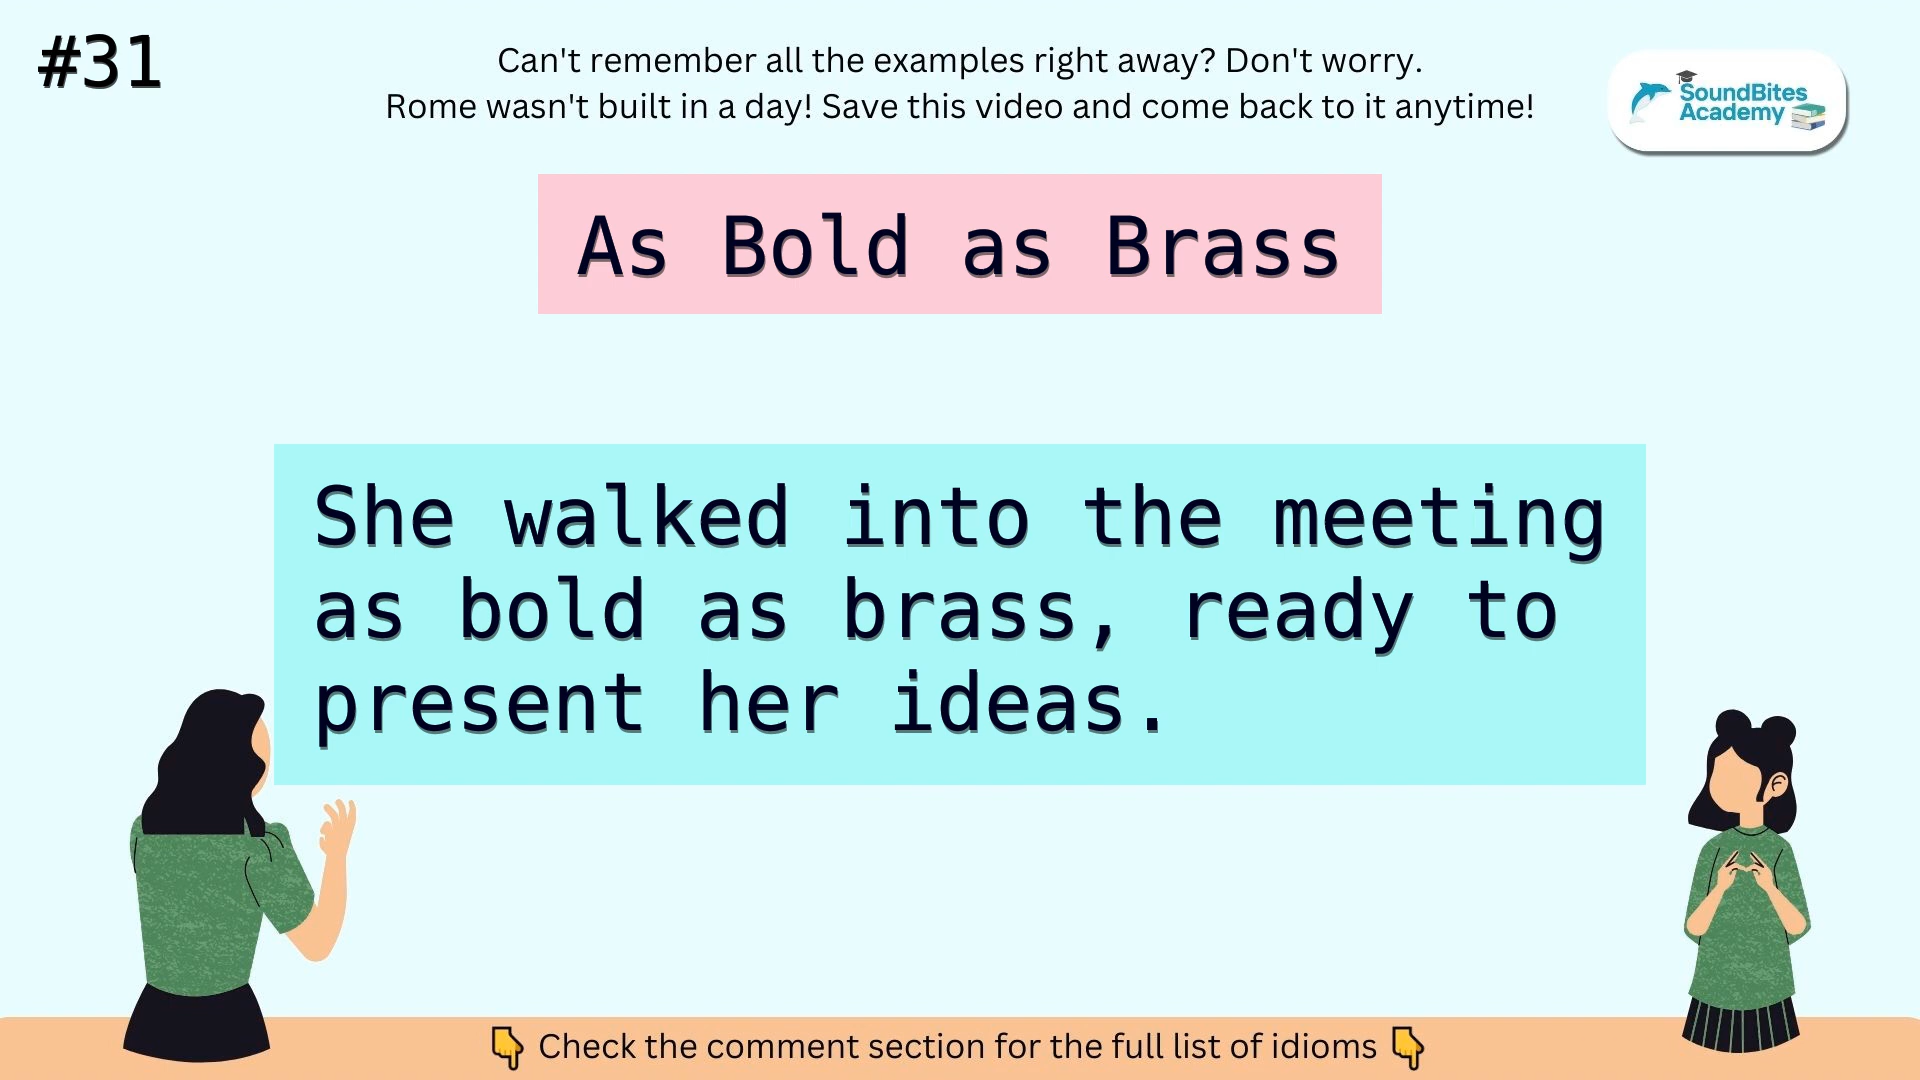 #31
Can't remember all the examples right away? Don't worry.
Rome wasn't built in a day! Save this video and come back to it anytime!
SoundBites
Academy
As Bold as Brass
She walked into the meeting
as bold as brass, ready to
present her ideas.
👇 Check the comment section for the full list of idioms 👇